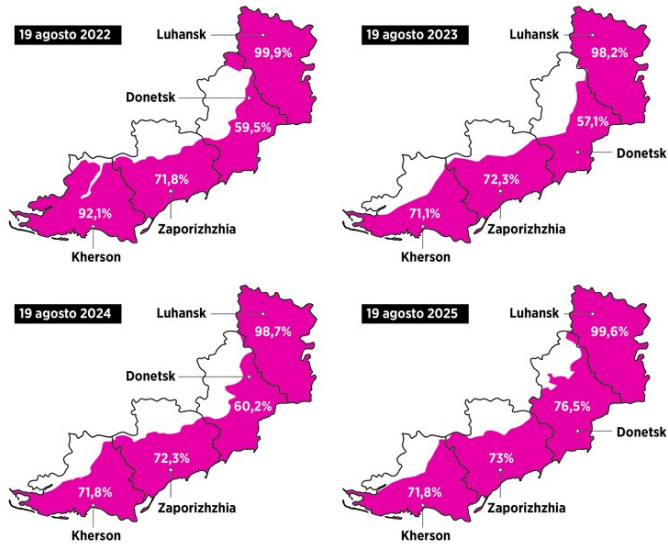 19 agosto 2022
Luhansk
99,9%
Donetsk
59,5%
71,8%
92,1%
Zaporizhzhia
Kherson
19 agosto 2023
Luhansk
98,2%
57,1%
Donetsk
72,3%
71,1%
Zaporizhzhia
Kherson
19 agosto 2024
Luhansk
98,7%
Donetsk
60,2%
72,3%
71,8%
Zaporizhzhia
Kherson
19 agosto 2025
Luhansk
99,6%
76,5%
Donetsk
73%
71,8%
Zaporizhzhia
Kherson